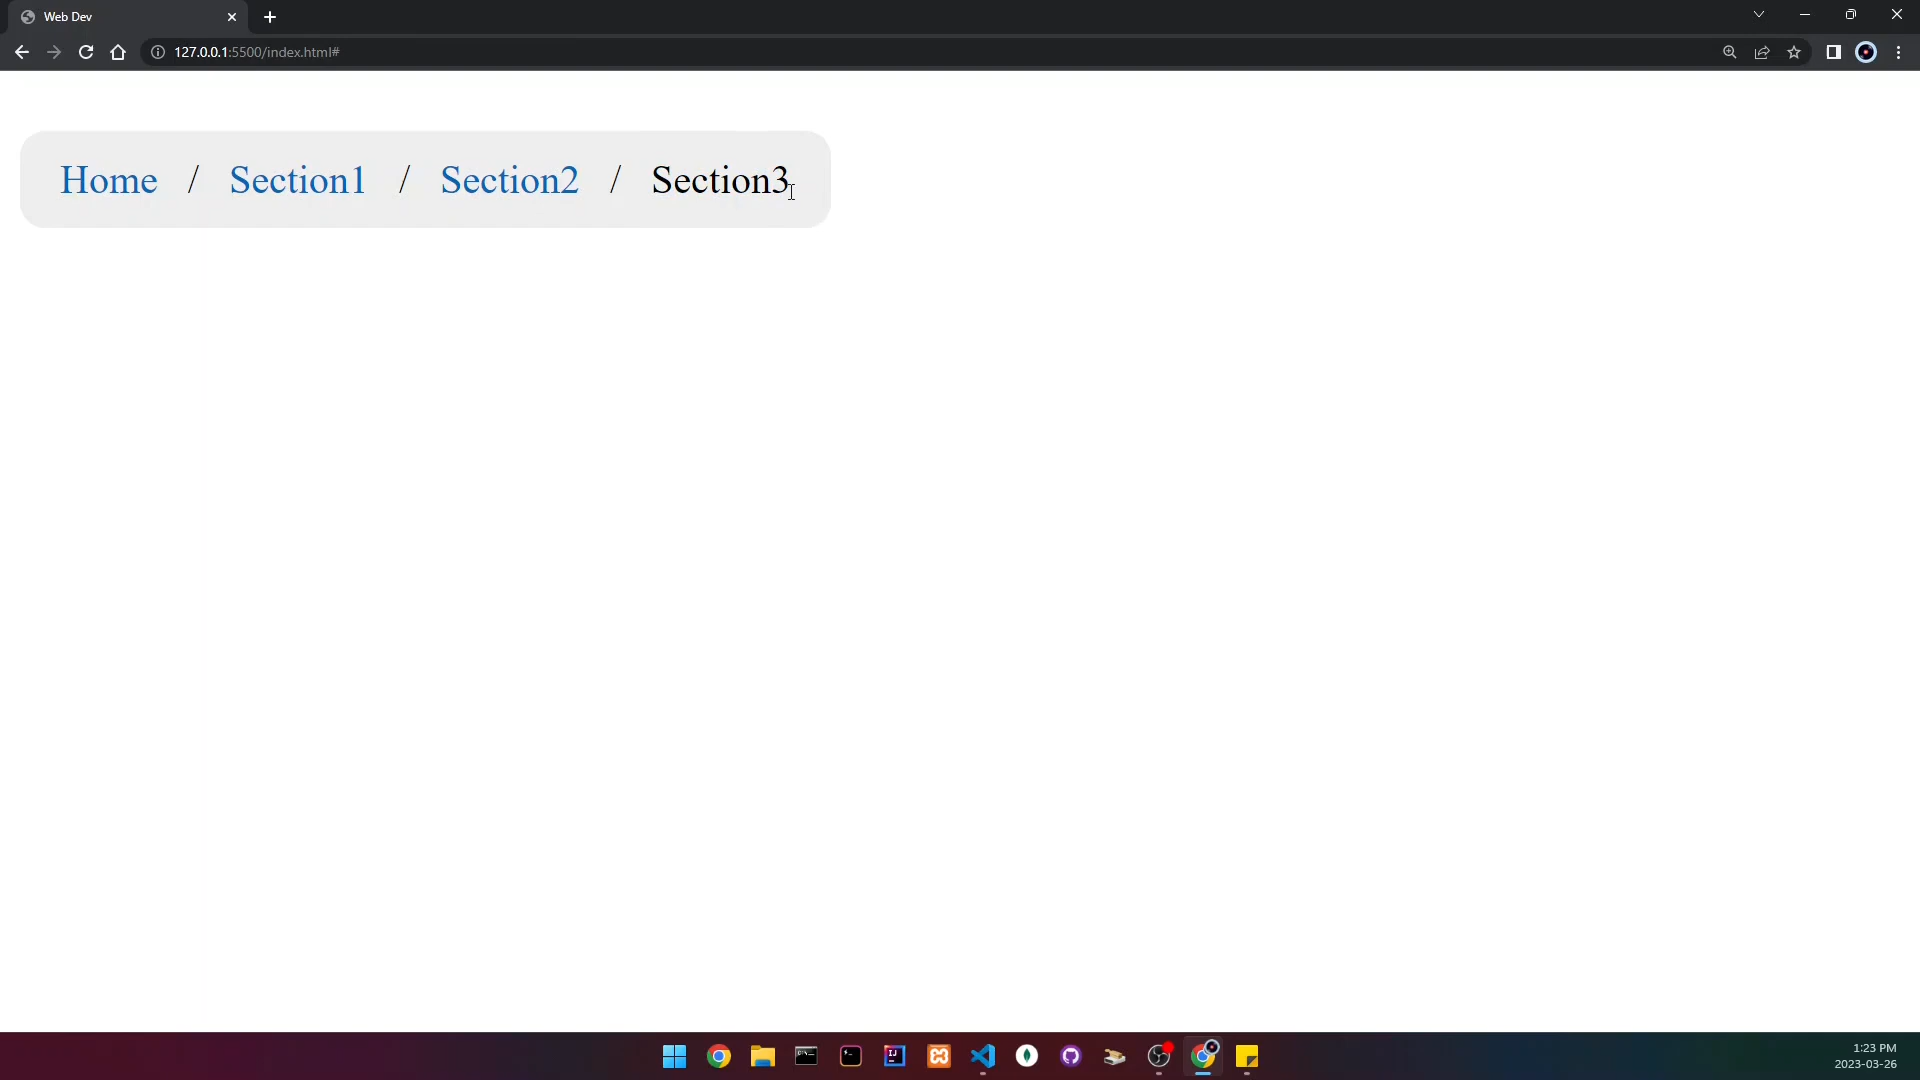 Web Dev
127.0.0.1:5500/index.html#
Home / Section1 / Section2 / Section3
1:23 PM
2023-03-26